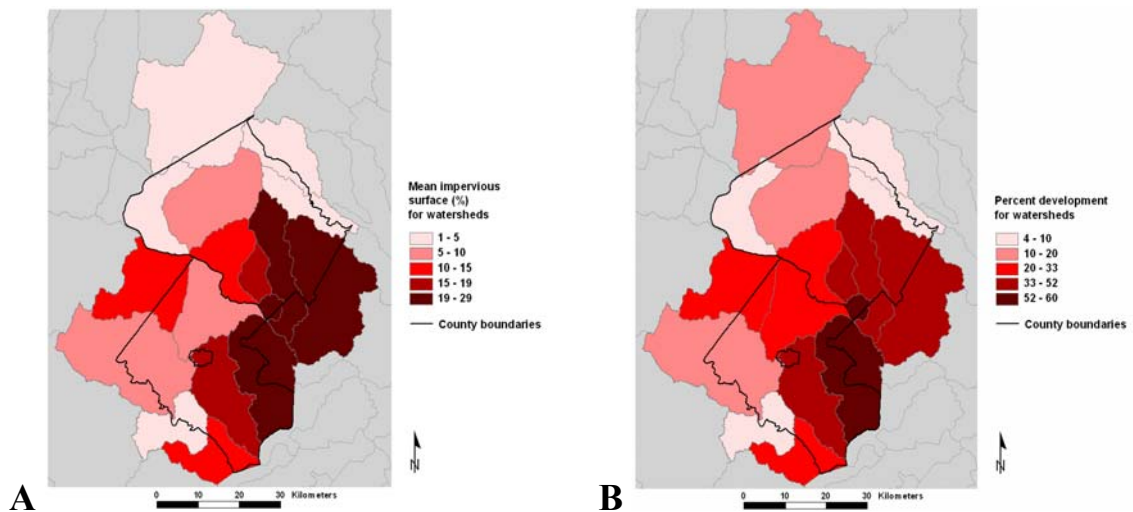 Mean impervious
surface (%)
for watersheds
1 - 5
5 - 10
10 - 15
15 - 19
19 - 29
County boundaries
N
A
0 10 20 30 Kilometers
Percent development
for watersheds
4 - 10
10 - 20
20 - 33
33 - 52
52 - 60
County boundaries
N
B
0 10 20 30 Kilometers